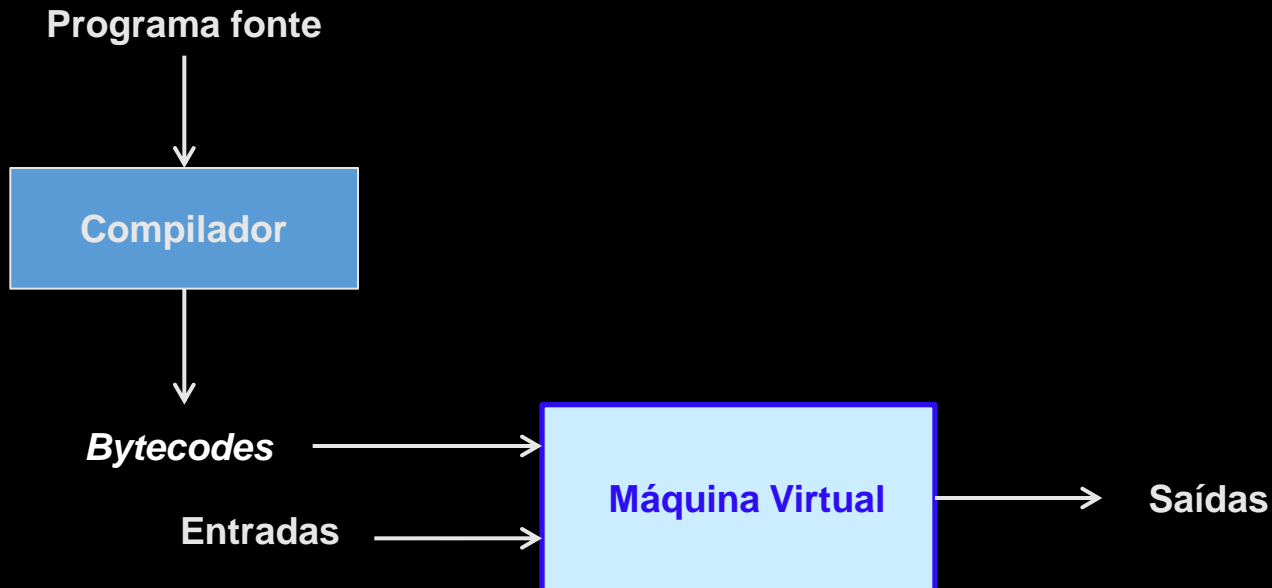 Programa fonte
Compilador
Bytecodes
Máquina Virtual
Saídas
Entradas